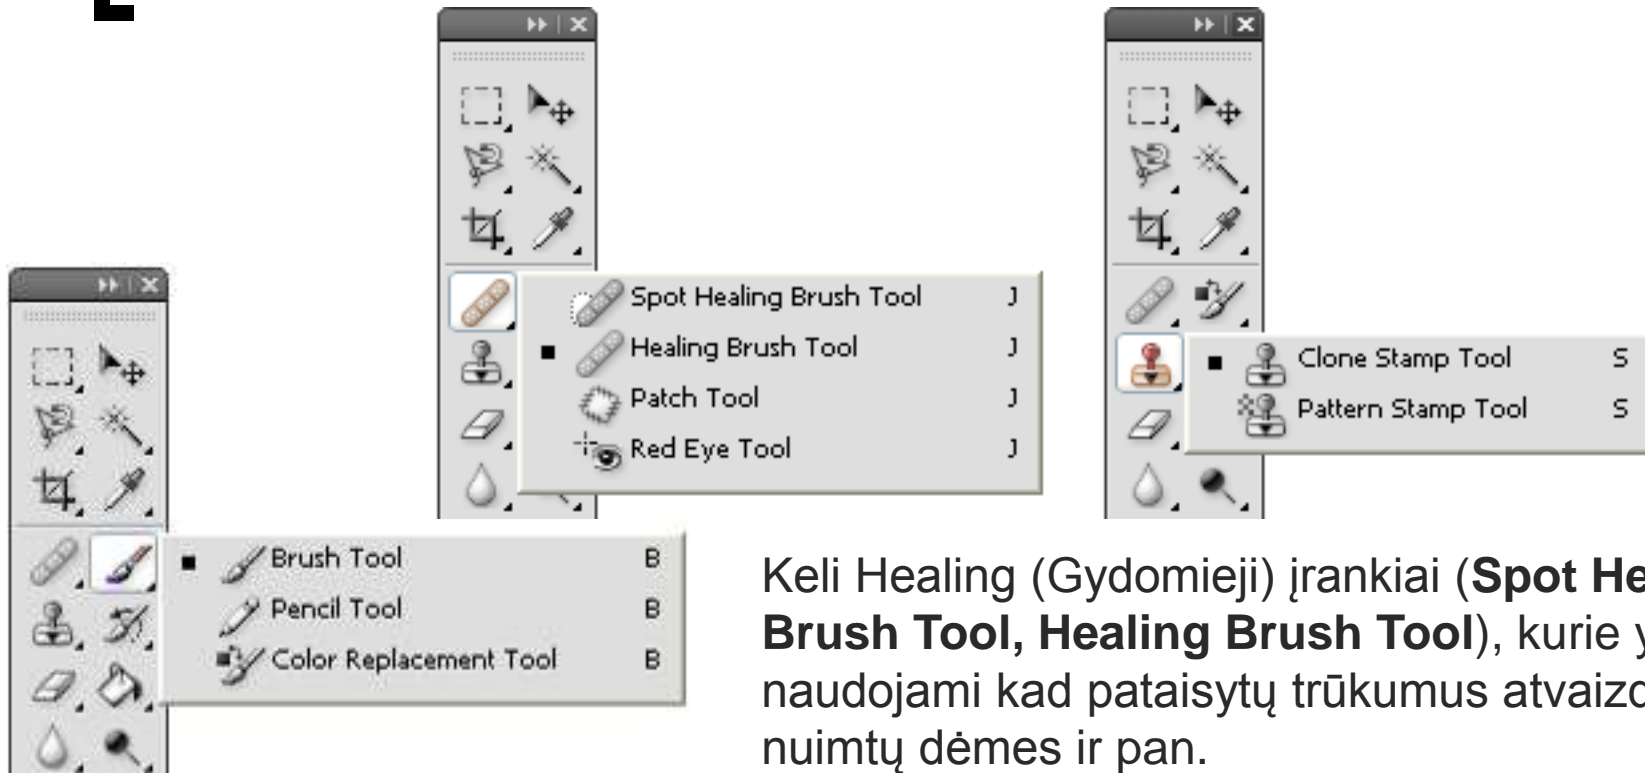 Spot Healing Brush Tool J
Healing Brush Tool J
Patch Tool J
Red Eye Tool J
Clone Stamp Tool S
Pattern Stamp Tool S
Brush Tool B
Pencil Tool B
Color Replacement Tool B
Keli Healing (Gydomieji) įrankiai (Spot He
Brush Tool, Healing Brush Tool), kurie y
naudojami kad pataisytų trūkumus atvaizd
nuimtų dėmes ir pan.